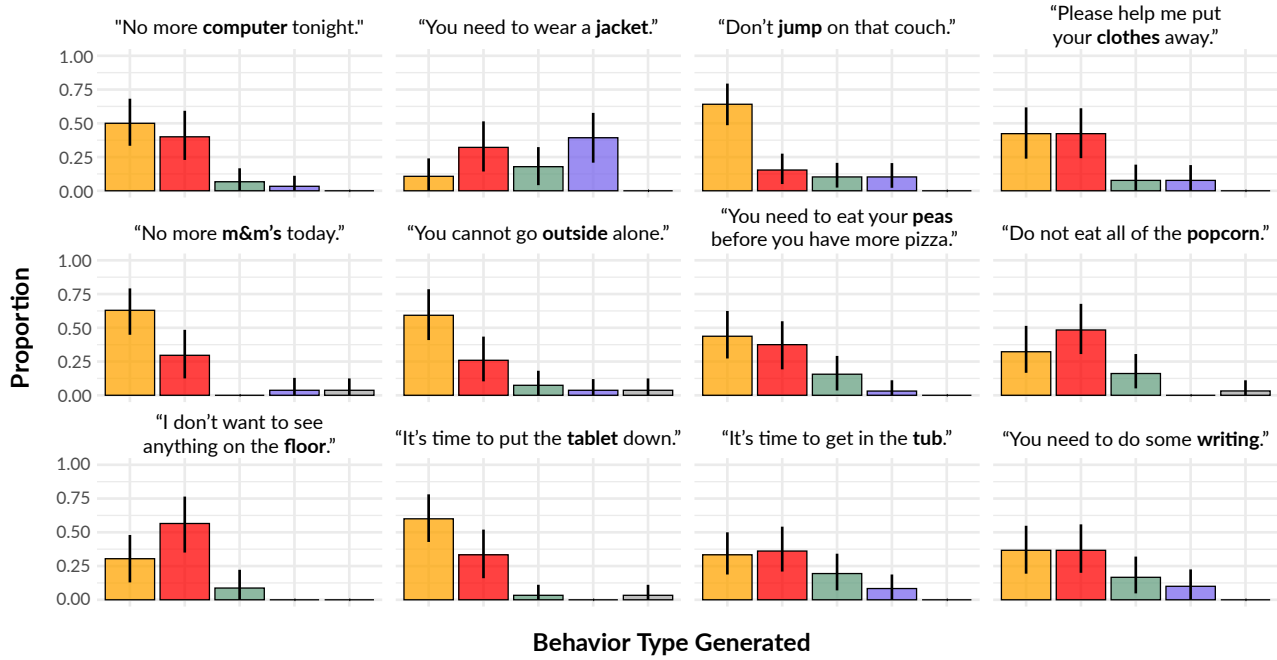 "No more computer tonight."
“You need to wear a jacket.”
“Don’t jump on that couch.”
“Please help me put
your clothes away.”
1.00
0.75
0.50
0.25
0.00
“No more m&m’s today.”
“You cannot go outside alone.”
“You need to eat your peas
before you have more pizza.”
“Do not eat all of the popcorn.”
1.00
0.75
0.50
0.25
0.00
Proportion
“I don’t want to see
anything on the floor.”
“It’s time to put the tablet down.”
“It’s time to get in the tub.”
“You need to do some writing.”
1.00
0.75
0.50
0.25
0.00
Behavior Type Generated